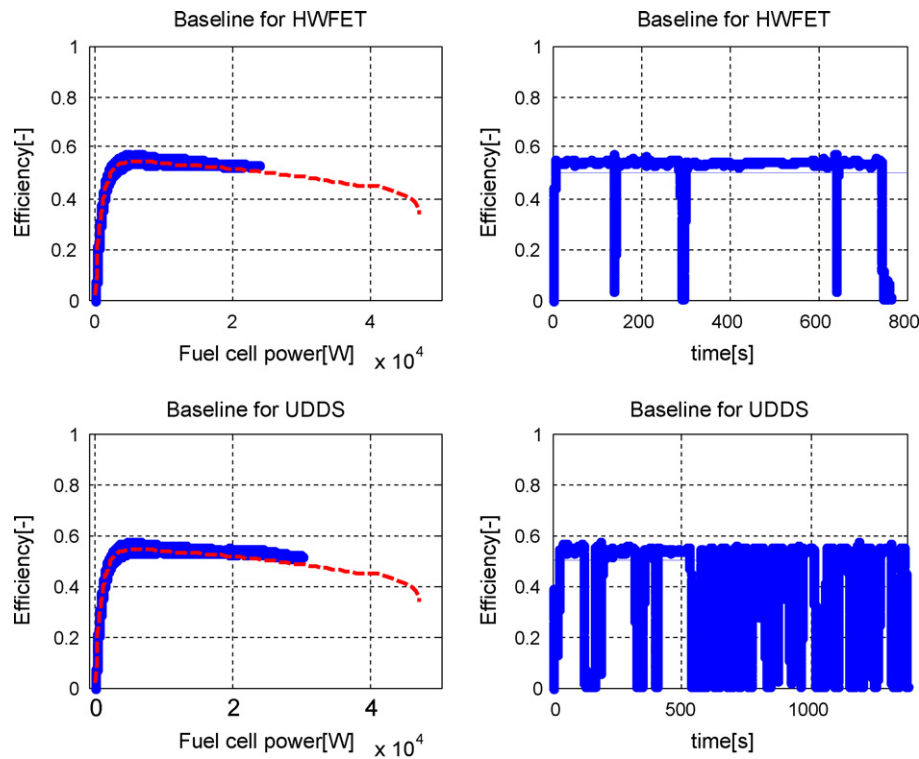 Baseline for HWFET
1
0.8
0.6
0.4
0.2
0
Efficiency[-]
0 2 4
Fuel cell power[W] x 10^4
Baseline for HWFET
1
0.8
0.6
0.4
0.2
0
Efficiency[-]
0 200 400 600 800
time[s]
Baseline for UDDS
1
0.8
0.6
0.4
0.2
0
Efficiency[-]
0 2 4
Fuel cell power[W] x 10^4
Baseline for UDDS
1
0.8
0.6
0.4
0.2
0
Efficiency[-]
0 500 1000
time[s]